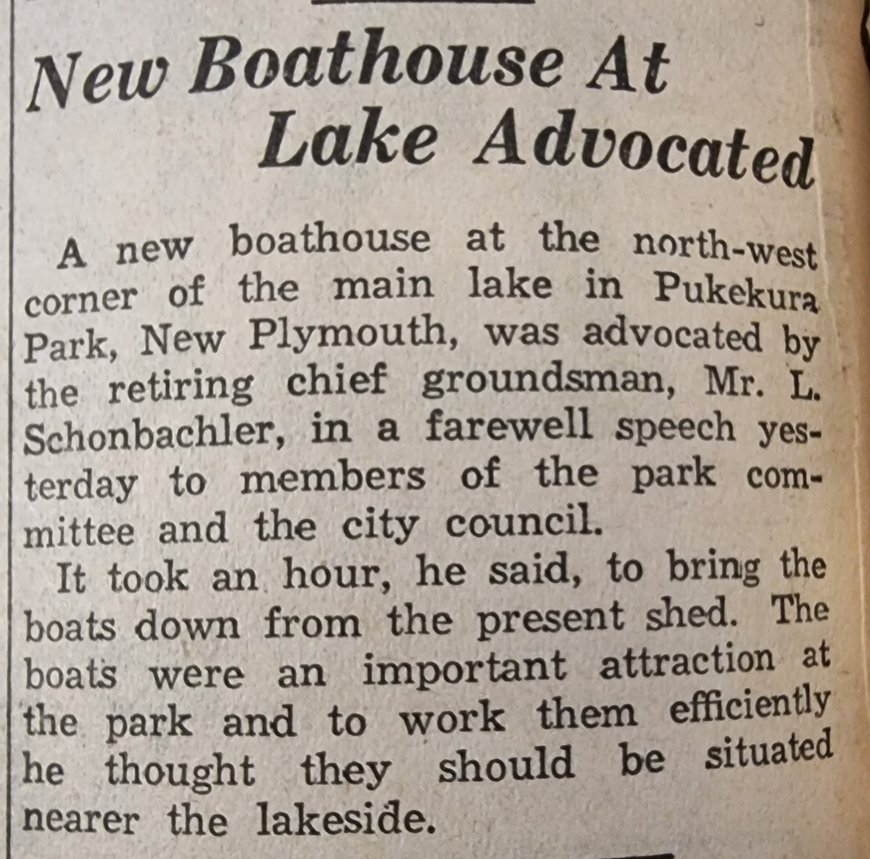 New Boathouse At
Lake Advocated
A new boathouse at the north-west
corner of the main lake in Pukekura
Park, New Plymouth, was advocated by
the retiring chief groundsman, Mr. L.
Schonbachler, in a farewell speech yes-
terday to members of the park com-
mittee and the city council.
It took an hour, he said, to bring the
boats down from the present shed. The
boats were an important attraction at
the park and to work them efficiently
he thought they should be situated
nearer the lakeside.